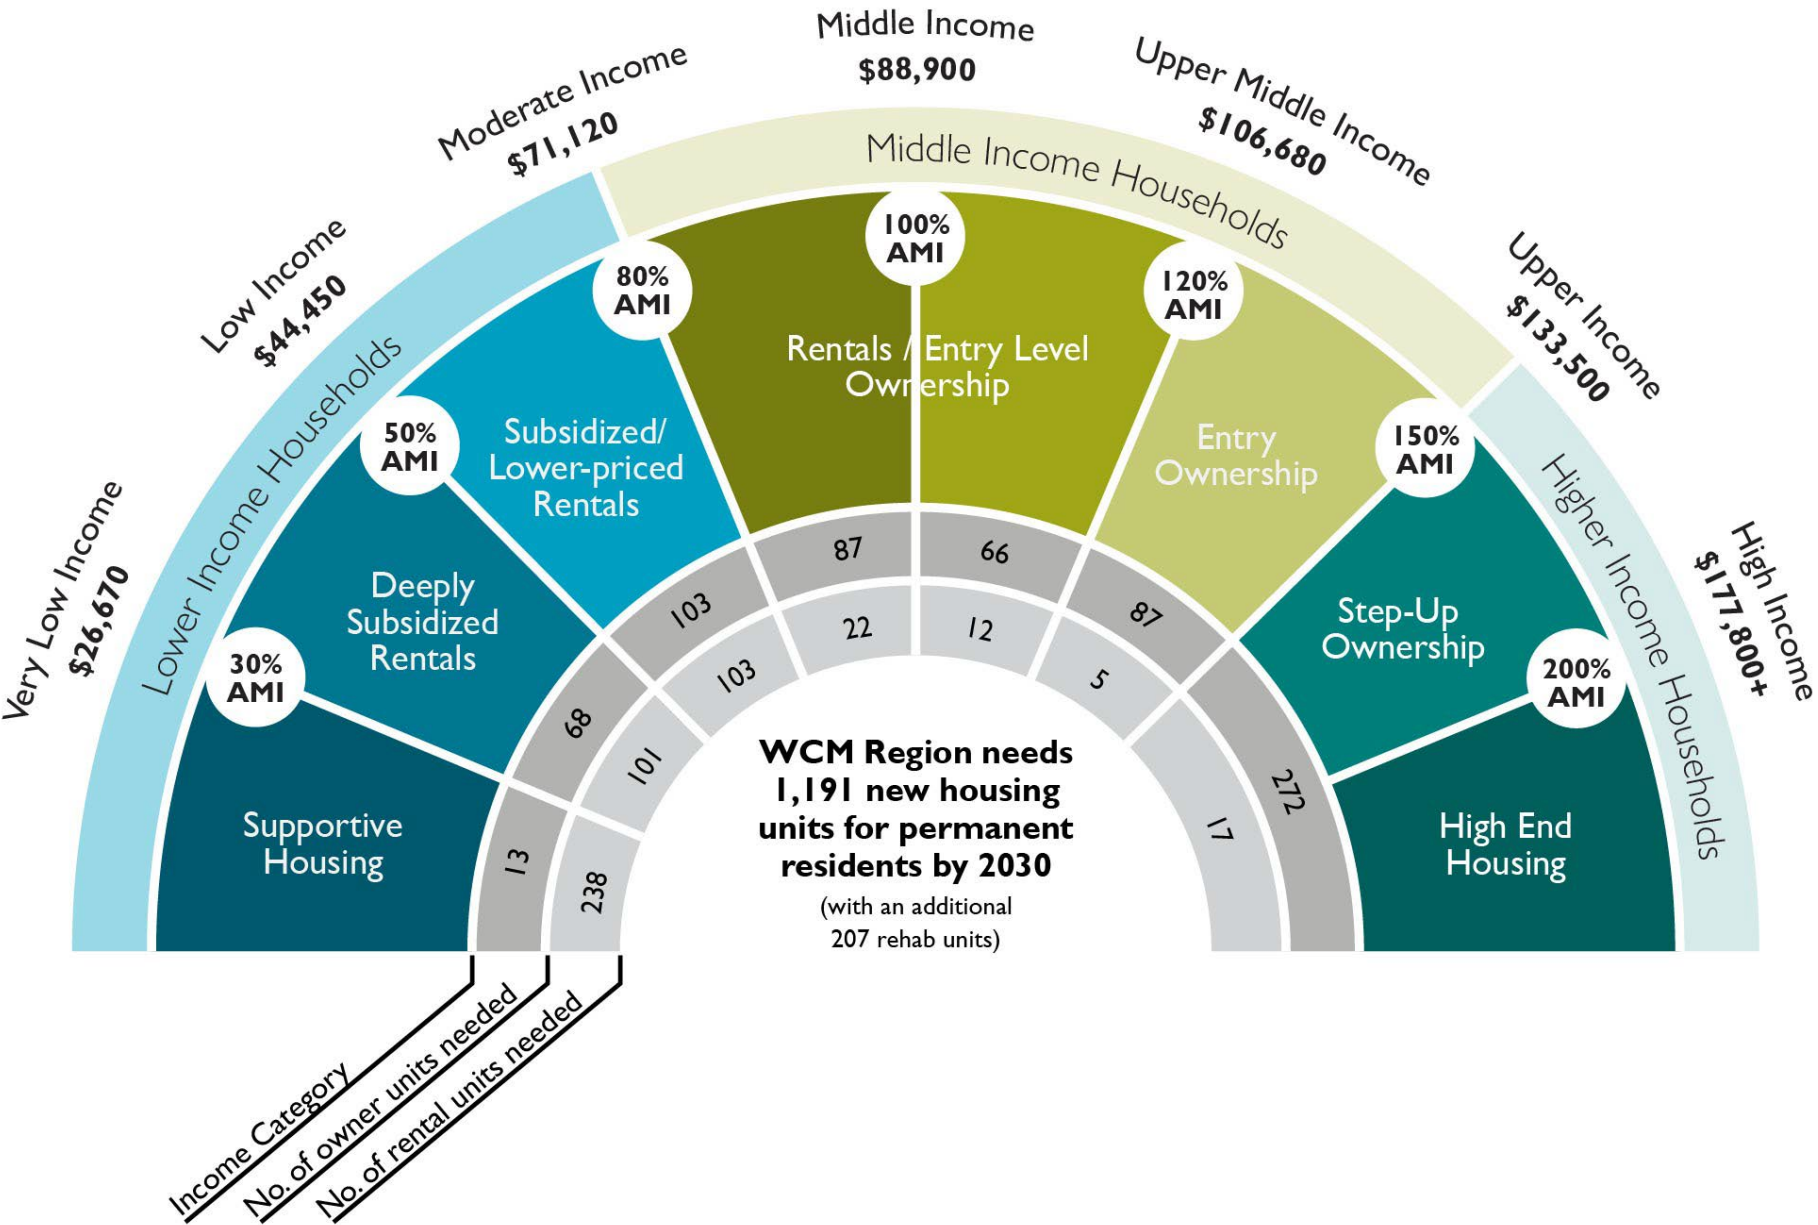 Very Low Income
$26,670
Low Income
$44,450
Moderate Income
$71,120
Middle Income
$88,900
Upper Middle Income
$106,680
Upper Income
$133,500
High Income
$177,800+
Lower Income Households
Middle Income Households
Higher Income Households
30%
AMI
50%
AMI
80%
AMI
100%
AMI
120%
AMI
150%
AMI
200%
AMI
Supportive
Housing
Deeply
Subsidized
Rentals
Subsidized/
Lower-priced
Rentals
Rentals / Entry Level
Ownership
Entry
Ownership
Step-Up
Ownership
High End
Housing
13
68
103
87
66
87
272
238
101
103
22
12
5
17
WCM Region needs
1,191 new housing
units for permanent
residents by 2030
(with an additional
207 rehab units)
Income Category
No. of owner units needed
No. of rental units needed